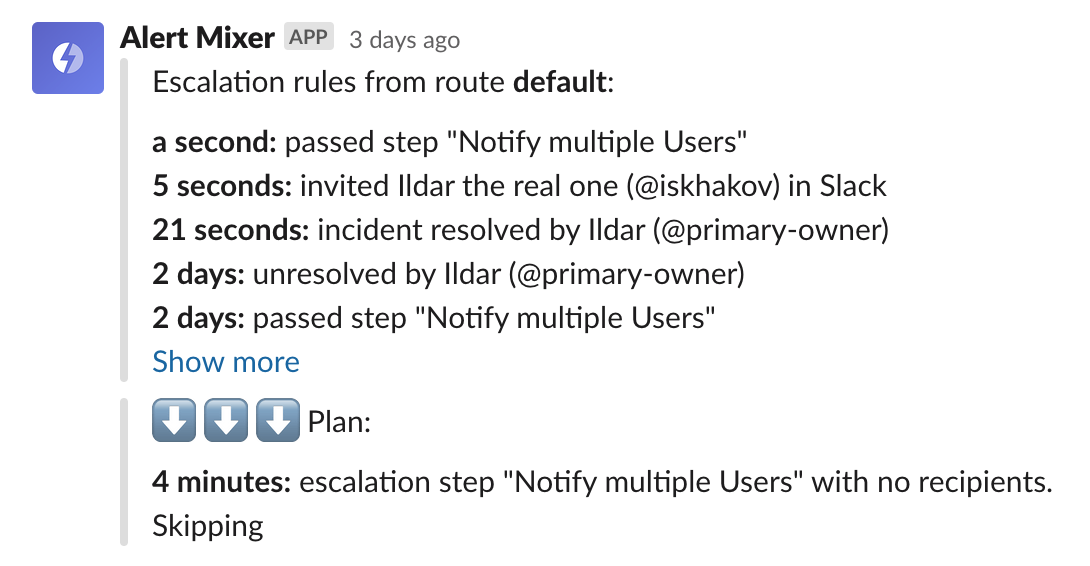 Alert Mixer APP 3 days ago
Escalation rules from route default:
a second: passed step "Notify multiple Users"
5 seconds: invited Ildar the real one (@iskhakov) in Slack
21 seconds: incident resolved by Ildar (@primary-owner)
2 days: unresolved by Ildar (@primary-owner)
2 days: passed step "Notify multiple Users"
Show more
⬇️⬇️⬇️ Plan:
4 minutes: escalation step "Notify multiple Users" with no recipients.
Skipping